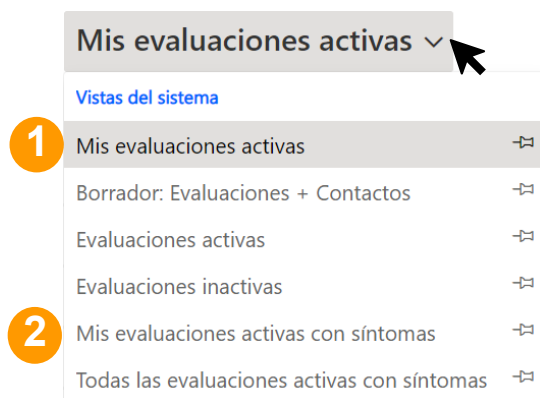 Mis evaluaciones activas
Vistas del sistema
1 Mis evaluaciones activas
Borrador: Evaluaciones + Contactos
Evaluaciones activas
Evaluaciones inactivas
2 Mis evaluaciones activas con síntomas
Todas las evaluaciones activas con síntomas